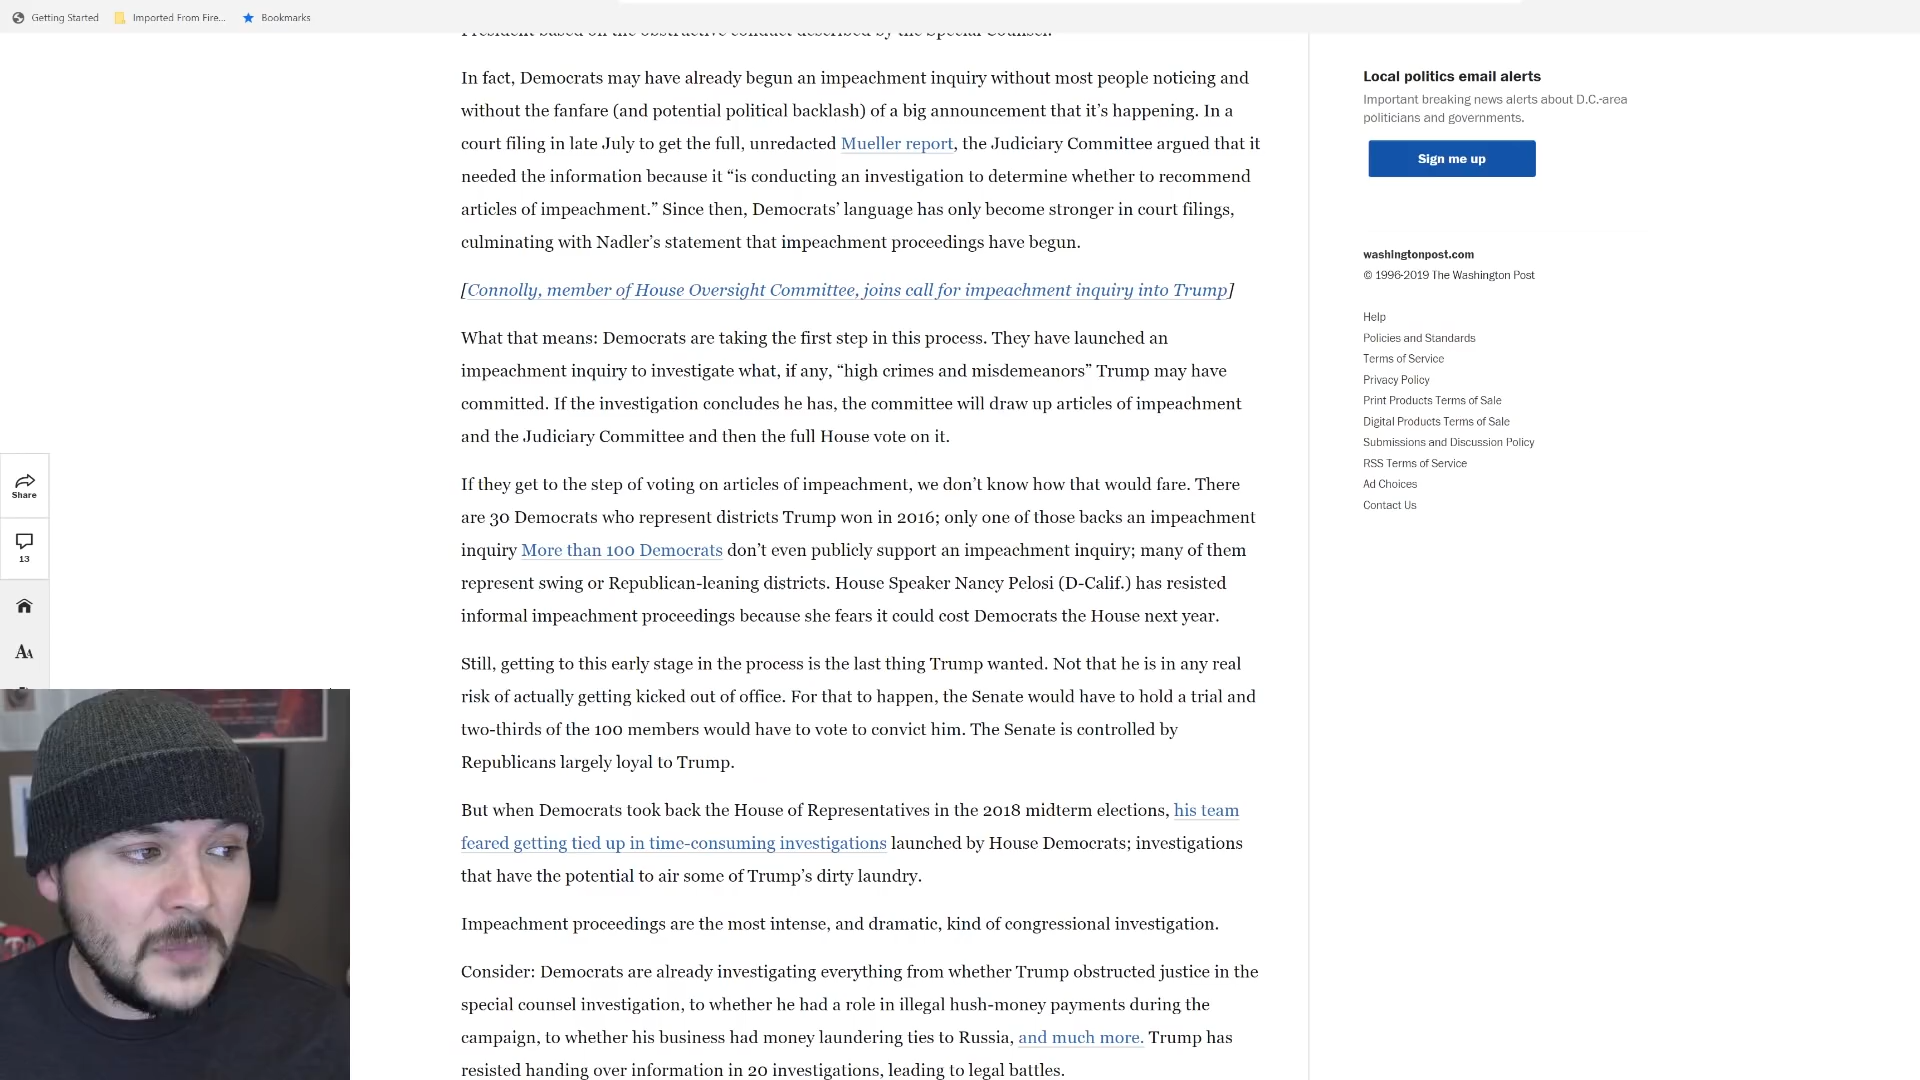 Getting Started
Imported From Fire...
Bookmarks
President based on the obstructive conduct described by the Special Counsel.
In fact, Democrats may have already begun an impeachment inquiry without most people noticing and
without the fanfare (and potential political backlash) of a big announcement that it’s happening. In a
court filing in late July to get the full, unredacted Mueller report, the Judiciary Committee argued that it
needed the information because it “is conducting an investigation to determine whether to recommend
articles of impeachment.” Since then, Democrats’ language has only become stronger in court filings,
culminating with Nadler’s statement that impeachment proceedings have begun.
[Connolly, member of House Oversight Committee, joins call for impeachment inquiry into Trump]
What that means: Democrats are taking the first step in this process. They have launched an
impeachment inquiry to investigate what, if any, “high crimes and misdemeanors” Trump may have
committed. If the investigation concludes he has, the committee will draw up articles of impeachment
and the Judiciary Committee and then the full House vote on it.
If they get to the step of voting on articles of impeachment, we don’t know how that would fare. There
are 30 Democrats who represent districts Trump won in 2016; only one of those backs an impeachment
inquiry More than 100 Democrats don’t even publicly support an impeachment inquiry; many of them
represent swing or Republican-leaning districts. House Speaker Nancy Pelosi (D-Calif.) has resisted
informal impeachment proceedings because she fears it could cost Democrats the House next year.
Still, getting to this early stage in the process is the last thing Trump wanted. Not that he is in any real
risk of actually getting kicked out of office. For that to happen, the Senate would have to hold a trial and
two-thirds of the 100 members would have to vote to convict him. The Senate is controlled by
Republicans largely loyal to Trump.
But when Democrats took back the House of Representatives in the 2018 midterm elections, his team
feared getting tied up in time-consuming investigations launched by House Democrats; investigations
that have the potential to air some of Trump’s dirty laundry.
Impeachment proceedings are the most intense, and dramatic, kind of congressional investigation.
Consider: Democrats are already investigating everything from whether Trump obstructed justice in the
special counsel investigation, to whether he had a role in illegal hush-money payments during the
campaign, to whether his business had money laundering ties to Russia, and much more. Trump has
resisted handing over information in 20 investigations, leading to legal battles.
Local politics email alerts
Important breaking news alerts about D.C.-area
politicians and governments.
Sign me up
washingtonpost.com
© 1996-2019 The Washington Post
Help
Policies and Standards
Terms of Service
Privacy Policy
Print Products Terms of Sale
Digital Products Terms of Sale
Submissions and Discussion Policy
RSS Terms of Service
Ad Choices
Contact Us
Share
13
AA